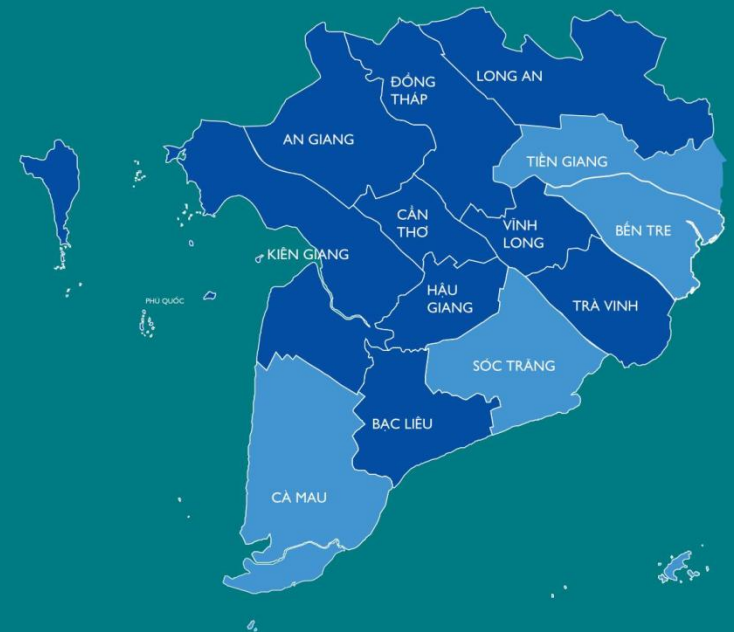 LONG AN
ĐỒNG
THÁP
AN GIANG
TIỀN GIANG
CẦN
THƠ
VĨNH
LONG
BẾN TRE
KIÊN GIANG
HẬU
GIANG
PHÚ QUỐC
TRÀ VINH
SÓC TRĂNG
BẠC LIÊU
CÀ MAU